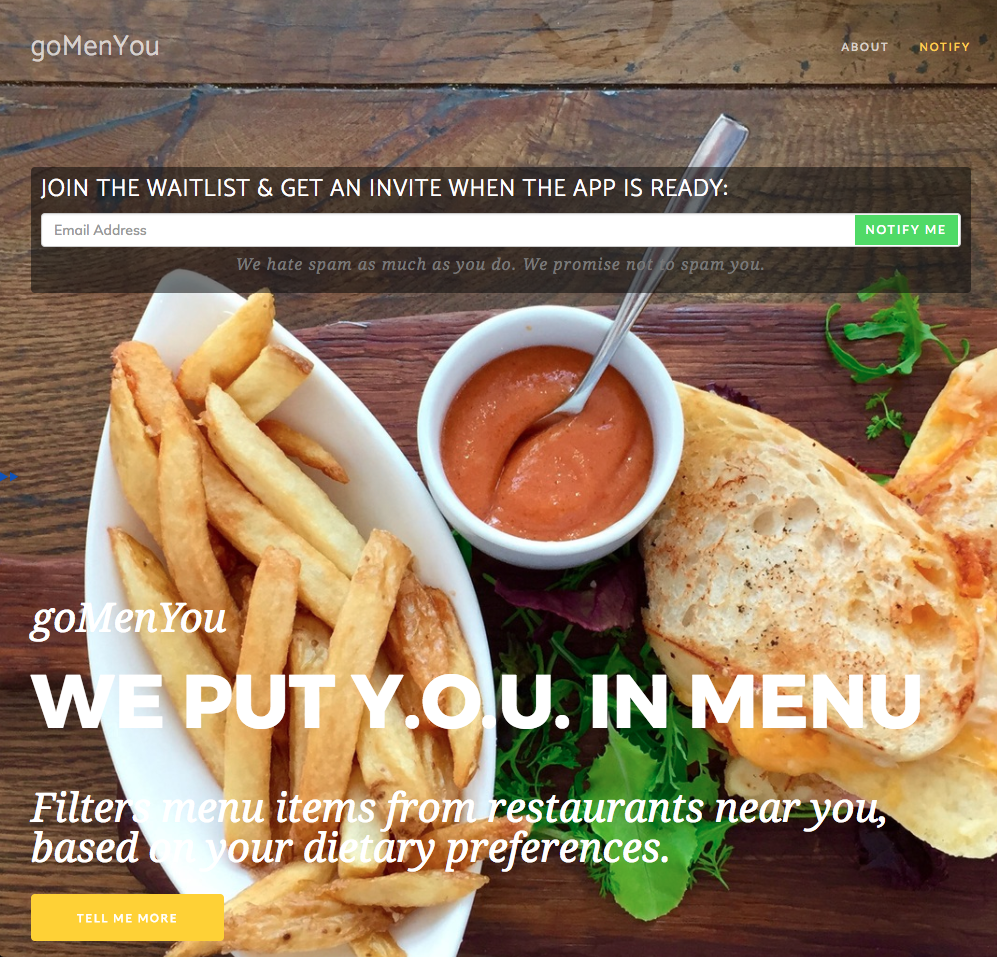 goMenYou
ABOUT NOTIFY
JOIN THE WAITLIST & GET AN INVITE WHEN THE APP IS READY:
Email Address NOTIFY ME
We hate spam as much as you do. We promise not to spam you.
goMenYou
WE PUT Y.O.U. IN MENU
Filters menu items from restaurants near you,
based on your dietary preferences.
TELL ME MORE